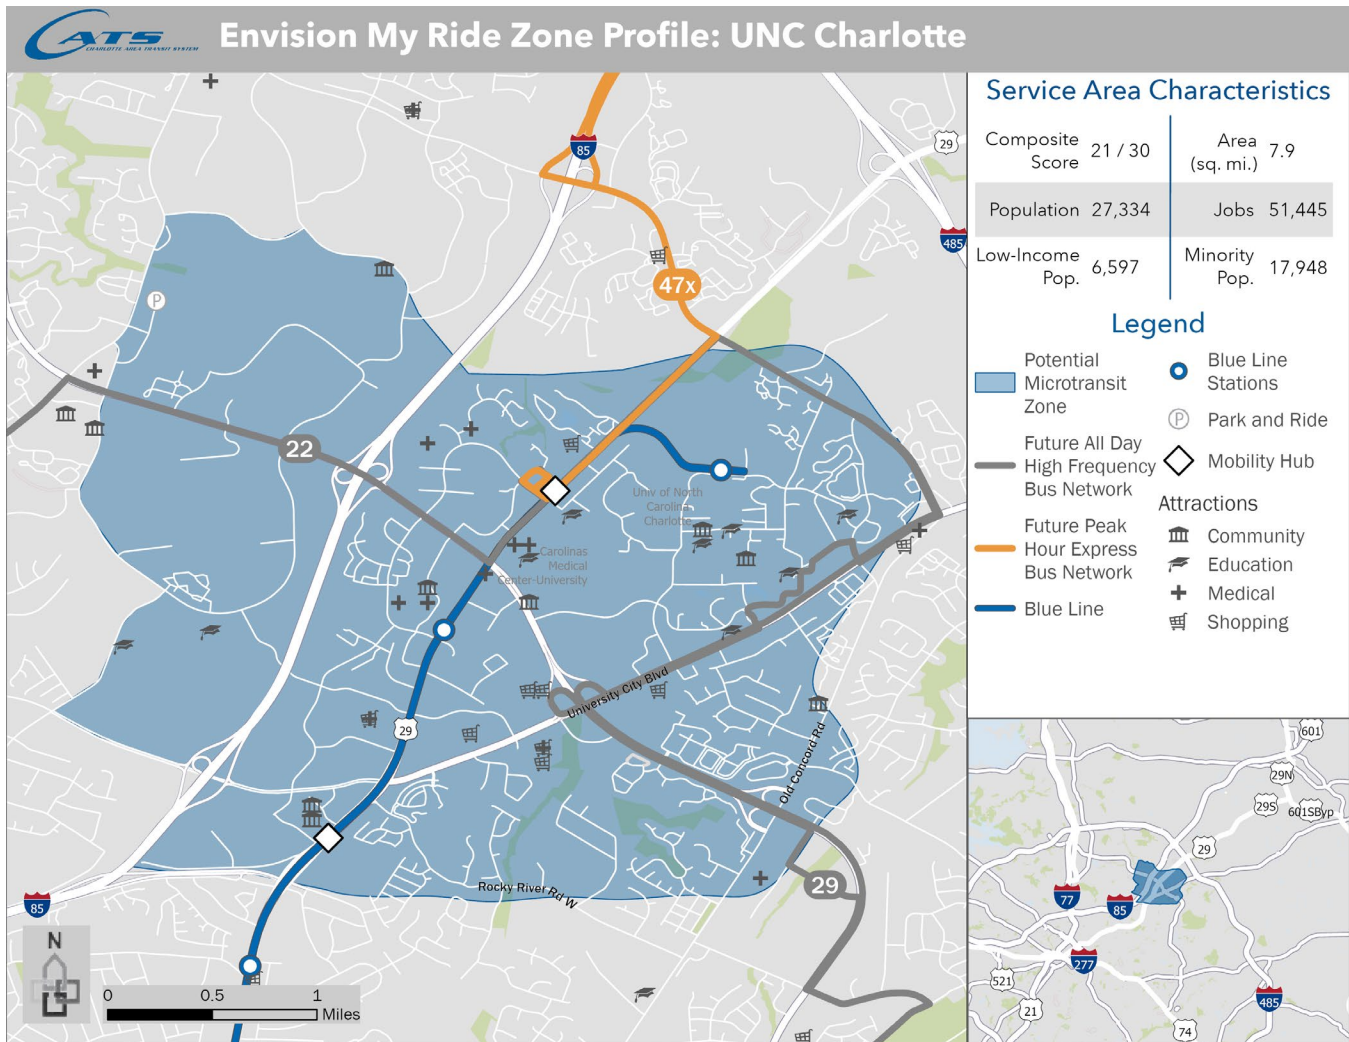 CATS
CHARLOTTE AREA TRANSIT SYSTEM
Envision My Ride Zone Profile: UNC Charlotte
Service Area Characteristics
Composite
Score
21 / 30
Area
(sq. mi.)
7.9
Population
27,334
Jobs
51,445
Low-Income
Pop.
6,597
Minority
Pop.
17,948
Legend
Potential
Microtransit
Zone
Future All Day
High Frequency
Bus Network
Future Peak
Hour Express
Bus Network
Blue Line
Blue Line
Stations
P
Park and Ride
Mobility Hub
Attractions
Community
Education
Medical
Shopping
85
29
485
47x
P
22
Univ of North
Carolina,
Charlotte
Carolinas
Medical
Center-University
University City Blvd
29
Old Concord Rd
Rocky River Rd W
29
85
N
0
0.5
1
Miles
601
29N
29S
601SByp
29
77
85
277
521
21
485
74